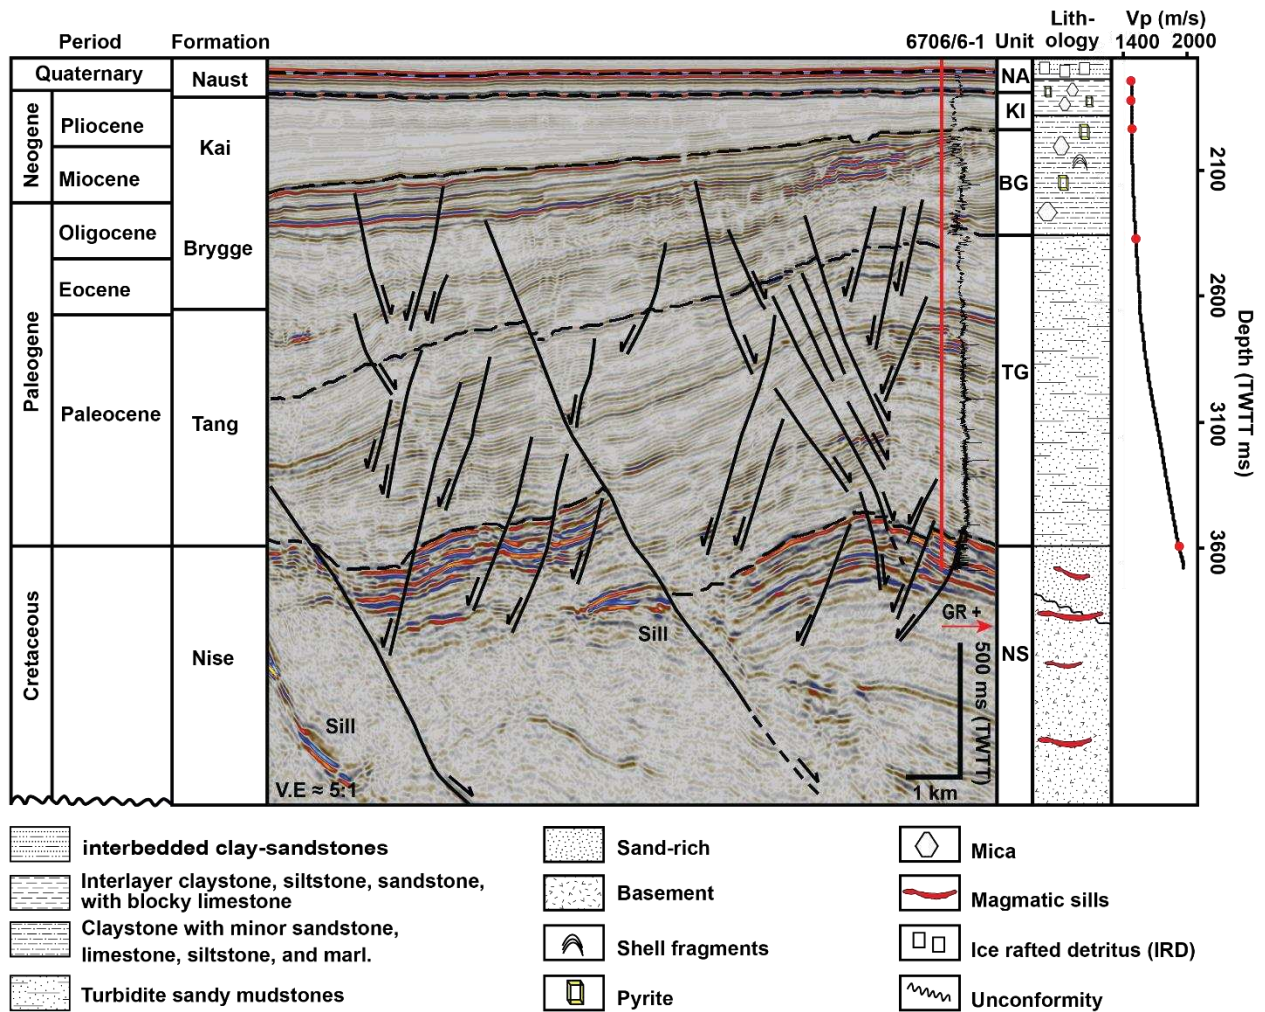 Period
Formation
6706/6-1
Unit
Lith-
ology
Vp (m/s)
1400 2000
Quaternary
Neogene
Pliocene
Miocene
Paleogene
Oligocene
Eocene
Paleocene
Cretaceous
Naust
Kai
Brygge
Tang
Nise
Sill
Sill
V.E ≈ 5:1
GR +
500 ms (TWTT)
1 km
NA
KI
BG
TG
NS
2100
2600
3100
3600
Depth (TWTT ms)
interbedded clay-sandstones
Interlayer claystone, siltstone, sandstone,
with blocky limestone
Claystone with minor sandstone,
limestone, siltstone, and marl.
Turbidite sandy mudstones
Sand-rich
Basement
Shell fragments
Pyrite
Mica
Magmatic sills
Ice rafted detritus (IRD)
Unconformity